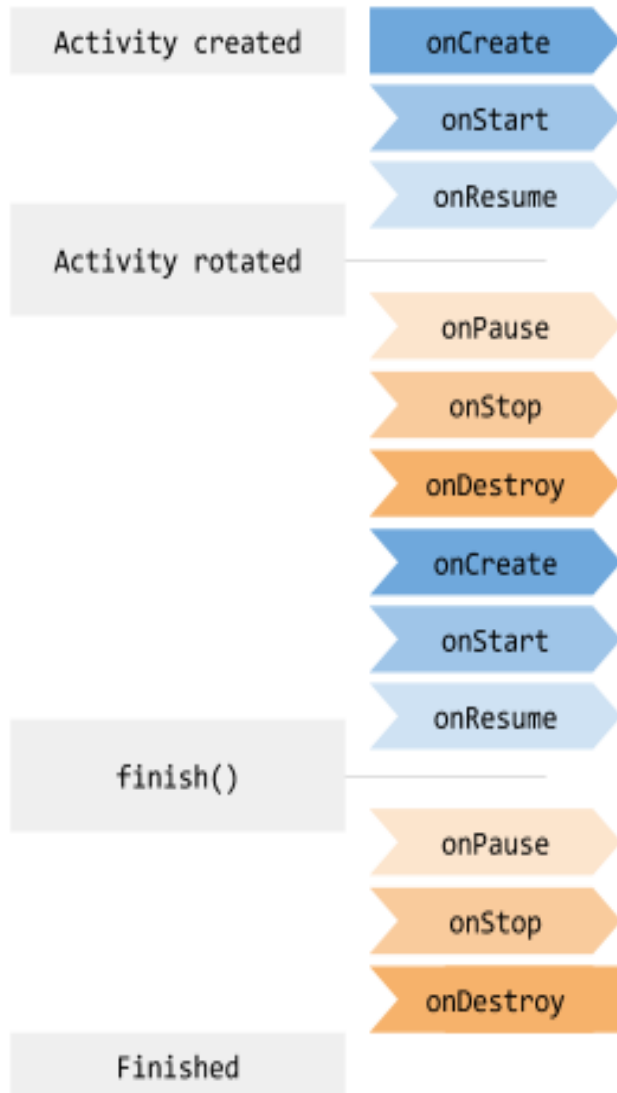 Activity created
onCreate
onStart
onResume
Activity rotated
onPause
onStop
onDestroy
onCreate
onStart
onResume
finish()
onPause
onStop
onDestroy
Finished